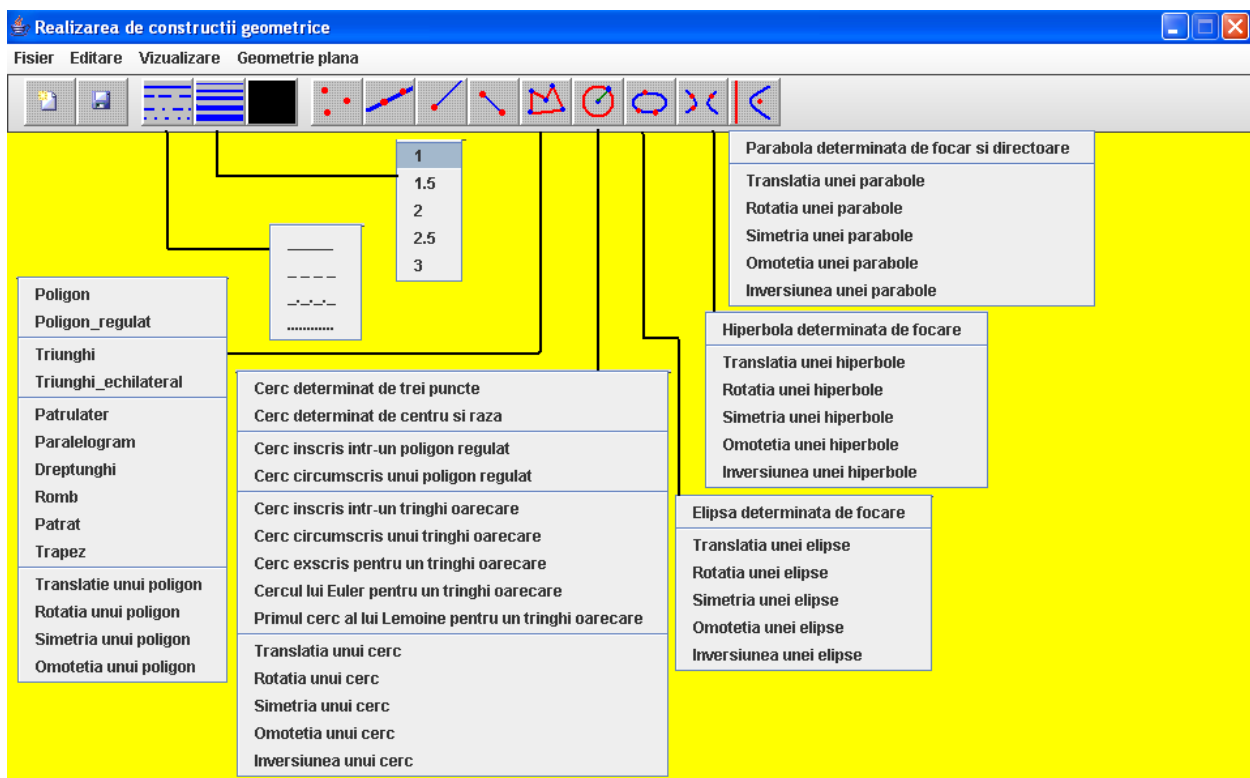 Realizarea de constructii geometrice
Fisier Editare Vizualizare Geometrie plana
1
1.5
2
2.5
3
Poligon
Poligon_regulat
Triunghi
Triunghi_echilateral
Patrulater
Paralelogram
Dreptunghi
Romb
Patrat
Trapez
Translatie unui poligon
Rotatia unui poligon
Simetria unui poligon
Omotetia unui poligon
Cerc determinat de trei puncte
Cerc determinat de centru si raza
Cerc inscris intr-un poligon regulat
Cerc circumscris unui poligon regulat
Cerc inscris intr-un tringhi oarecare
Cerc circumscris unui tringhi oarecare
Cerc exscris pentru un tringhi oarecare
Cercul lui Euler pentru un tringhi oarecare
Primul cerc al lui Lemoine pentru un tringhi oarecare
Translatia unui cerc
Rotatia unui cerc
Simetria unui cerc
Omotetia unui cerc
Inversiunea unui cerc
Parabola determinata de focar si directoare
Translatia unei parabole
Rotatia unei parabole
Simetria unei parabole
Omotetia unei parabole
Inversiunea unei parabole
Hiperbola determinata de focare
Translatia unei hiperbole
Rotatia unei hiperbole
Simetria unei hiperbole
Omotetia unei hiperbole
Inversiunea unei hiperbole
Elipsa determinata de focare
Translatia unei elipse
Rotatia unei elipse
Simetria unei elipse
Omotetia unei elipse
Inversiunea unei elipse